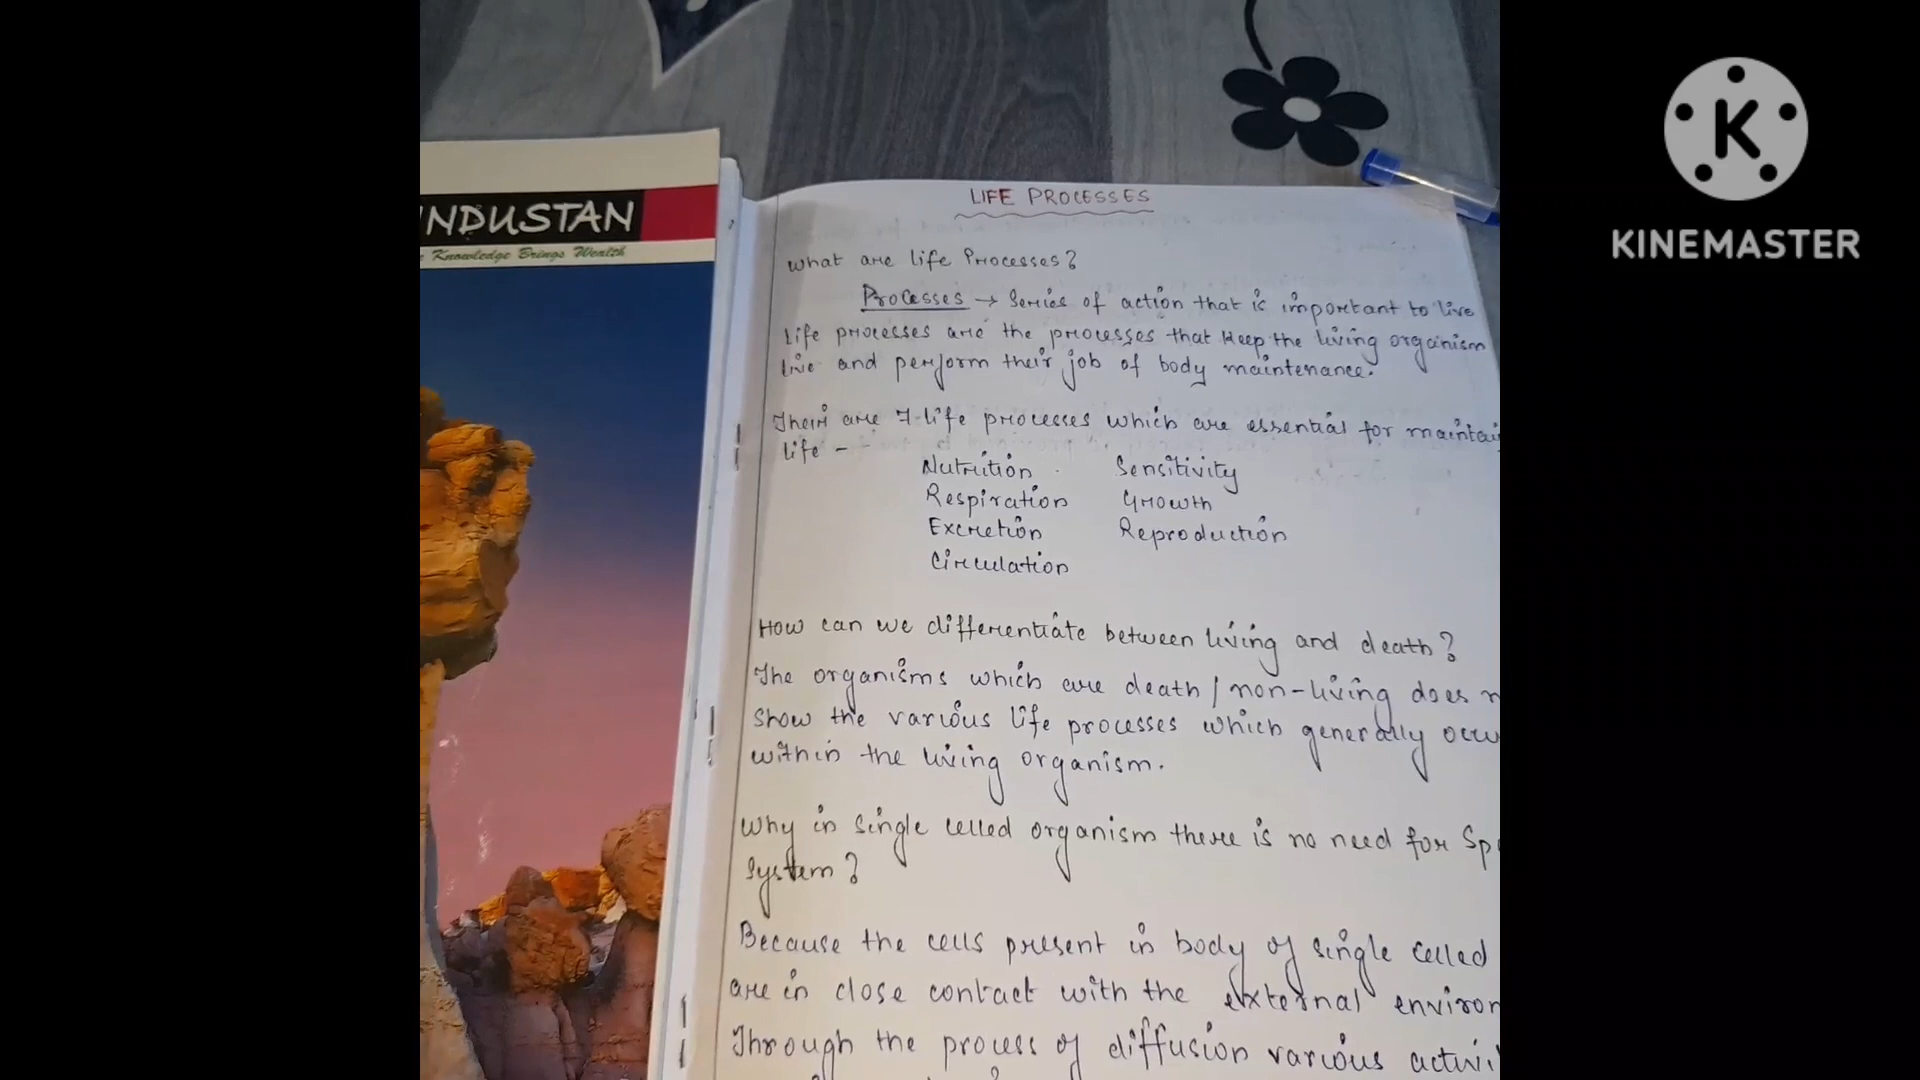 KINEMASTER
INDUSTAN
Knowledge Brings Wealth
LIFE PROCESSES
What are life Processes?
Processes → Series of action that is important to live
Life processes are the processes that keep the living organism
live and perform their job of body maintenance.
Their are 7-life processes which are essential for maintai
life -
Nutrition Sensitivity
Respiration Growth
Excretion Reproduction
Circulation
How can we differentiate between living and death?
The organisms which are death / non-living does n
show the various life processes which generally occu
within the living organism.
Why in single celled organism there is no need for Sp
System?
Because the cells present in body of single celled
are in close contact with the external environ
Through the process of diffusion various activi